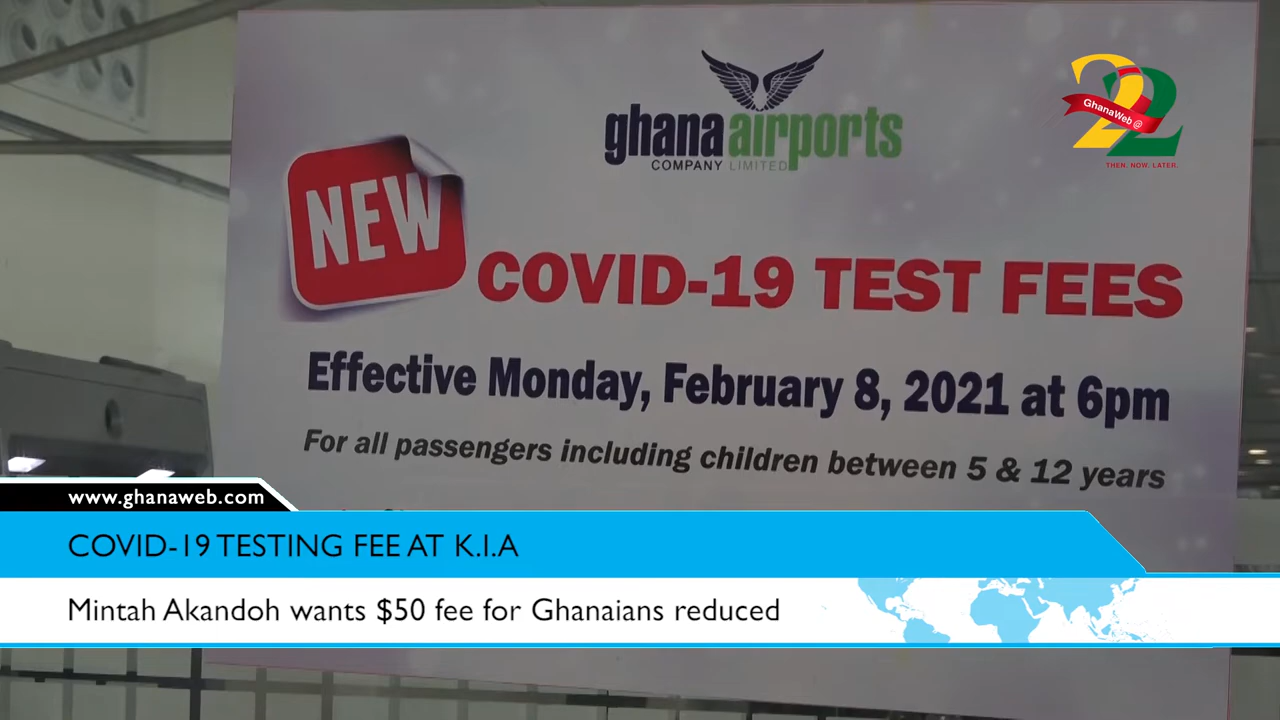 ghana airports
COMPANY LIMITED
22
GhanaWeb @
THEN. NOW. LATER.
NEW
COVID-19 TEST FEES
Effective Monday, February 8, 2021 at 6pm
For all passengers including children between 5 & 12 years
www.ghanaweb.com
COVID-19 TESTING FEE AT K.I.A
Mintah Akandoh wants $50 fee for Ghanaians reduced